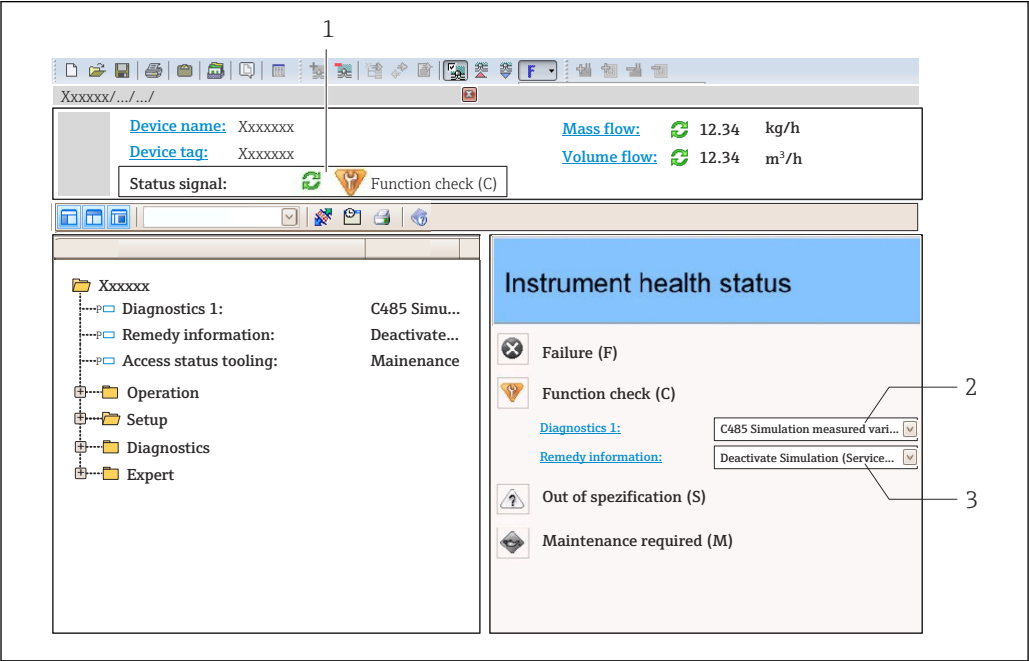 1
F
Xxxxxx/.../.../
Device name: Xxxxxxx Mass flow: 12.34 kg/h
Device tag: Xxxxxxx Volume flow: 12.34 m³/h
Status signal: Function check (C)
Xxxxxx
Diagnostics 1: C485 Simu...
Remedy information: Deactivate...
Access status tooling: Mainenance
Operation
Setup
Diagnostics
Expert
Instrument health status
Failure (F)
Function check (C)
Diagnostics 1: C485 Simulation measured vari... 2
Remedy information: Deactivate Simulation (Service... 3
Out of spezification (S)
Maintenance required (M)